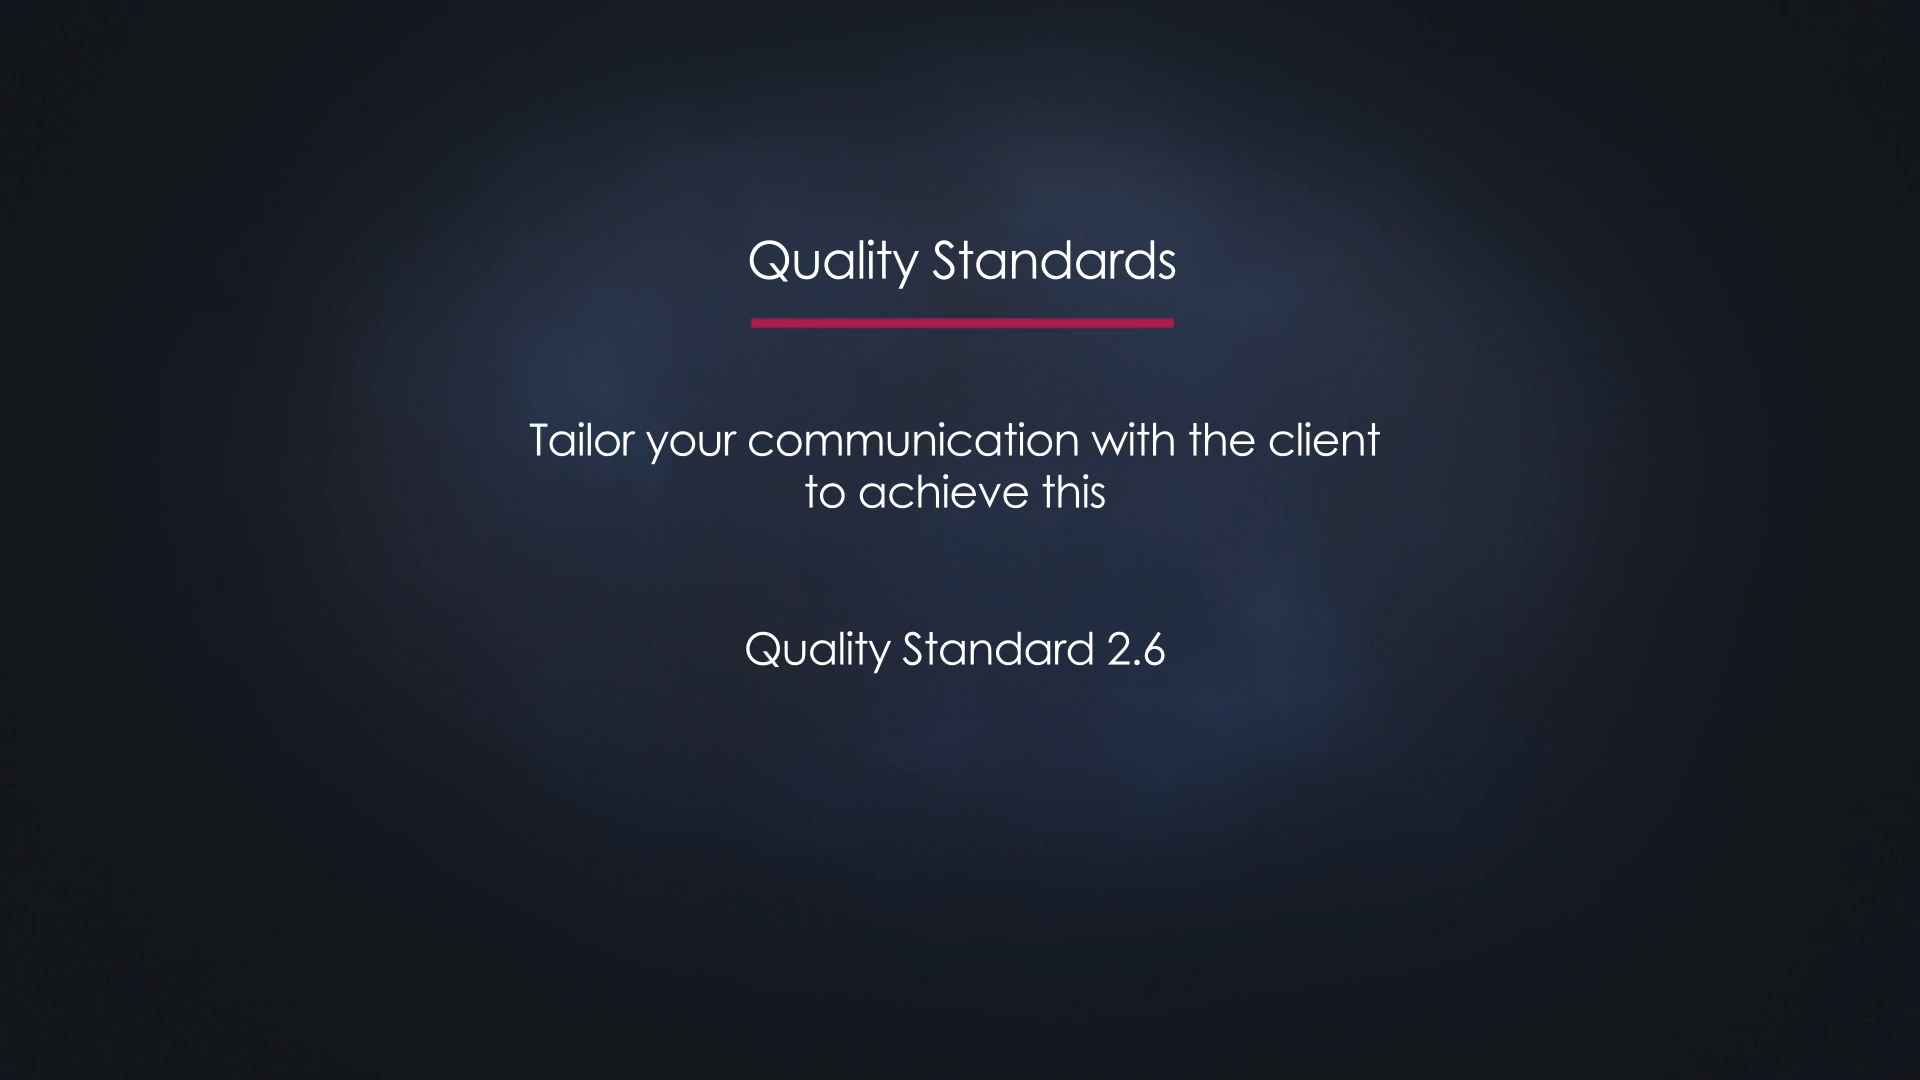 Quality Standards
Tailor your communication with the client
to achieve this
Quality Standard 2.6